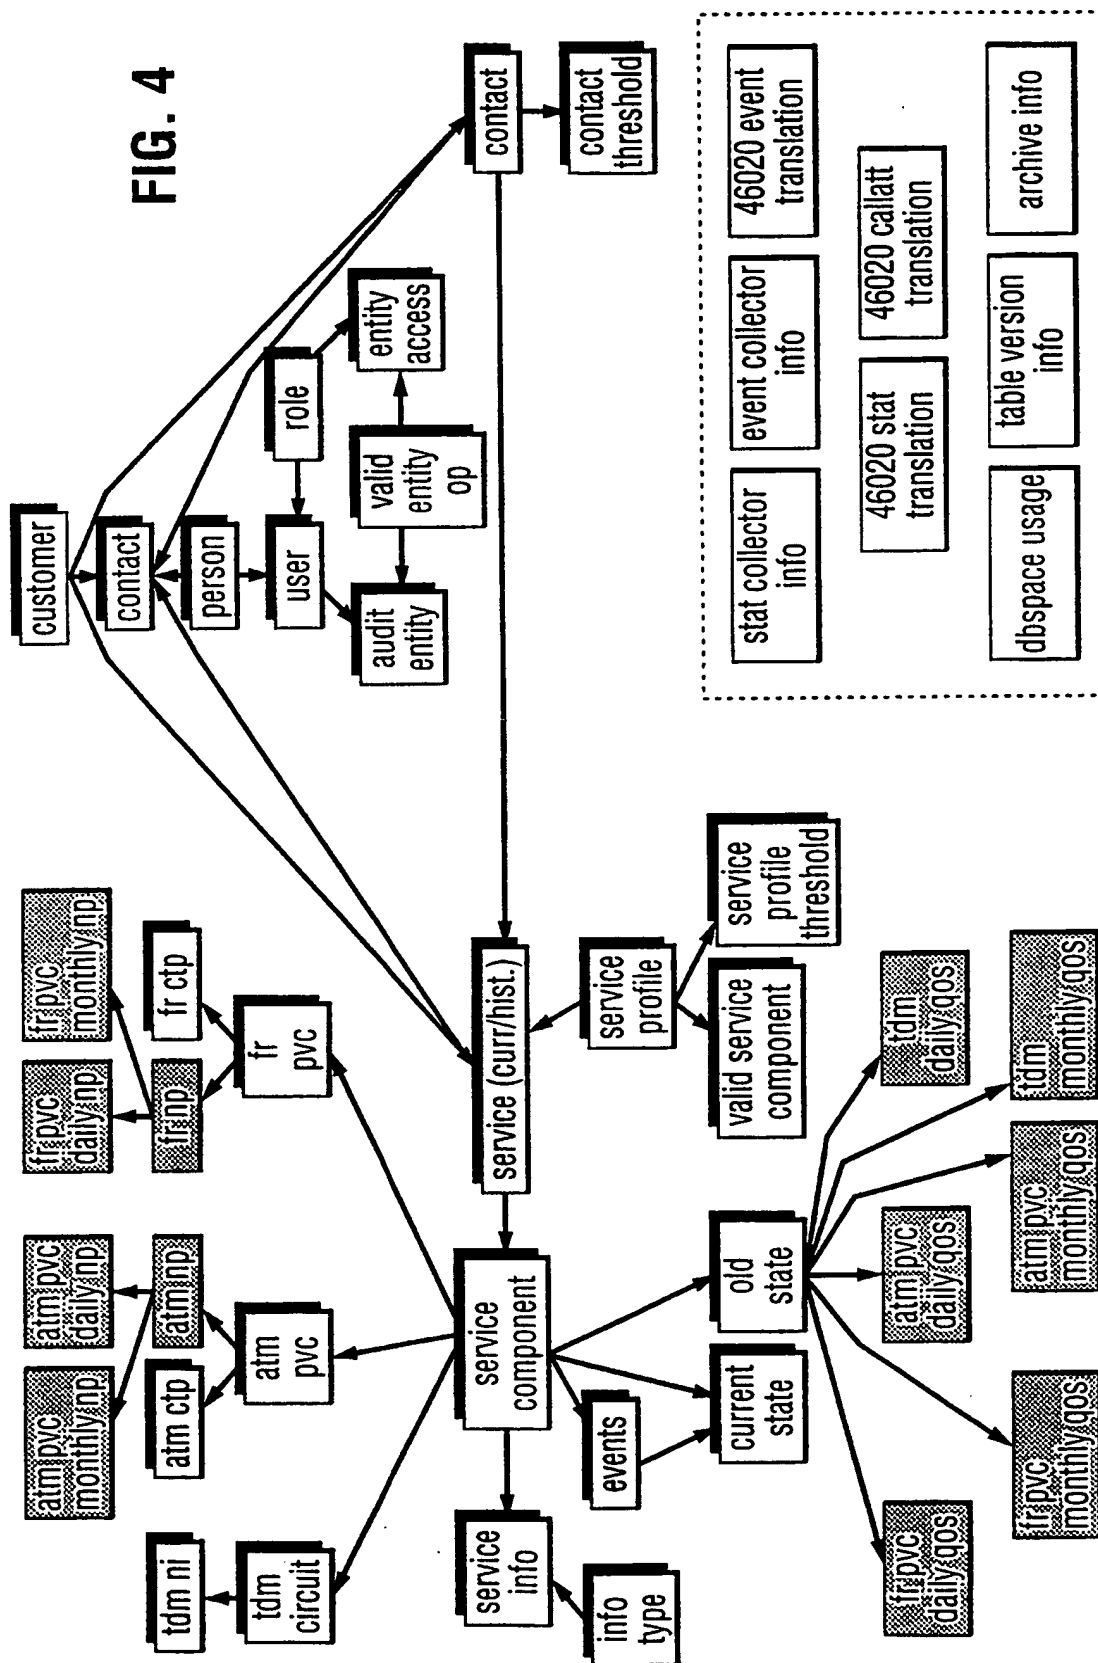 FIG. 4
customer
contact
person
user
audit
entity
valid
entity
op
role
entity
access
contact
contact
threshold
fr pvc
monthly np
fr pvc
daily np
fr np
fr ctp
fr
pvc
atm pvc
daily np
atm pvc
monthly np
atm np
atm ctp
atm
pvc
tdm ni
tdm
circuit
service (curr/hist.)
service
component
service
info
info
type
events
current
state
old
state
service
profile
valid service
component
service
profile
threshold
tdm
daily qos
tdm
monthly qos
atm pvc
daily qos
atm pvc
monthly qos
fr pvc
daily qos
fr pvc
monthly qos
stat collector
info
event collector
info
46020 event
translation
46020 stat
translation
46020 callatt
translation
dbspace usage
table version
info
archive info